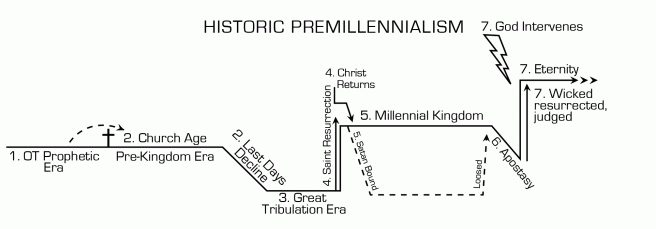 HISTORIC PREMILLENNIALISM
7. God Intervenes
4. Christ
Returns
7. Eternity
7. Wicked
resurrected,
judged
5. Millennial Kingdom
2. Church Age
1. OT Prophetic
Era
Pre-Kingdom Era
2. Last Days
Decline
3. Great
Tribulation Era
4. Saint Resurrection
5. Satan Bound
Loosed
6. Apostasy